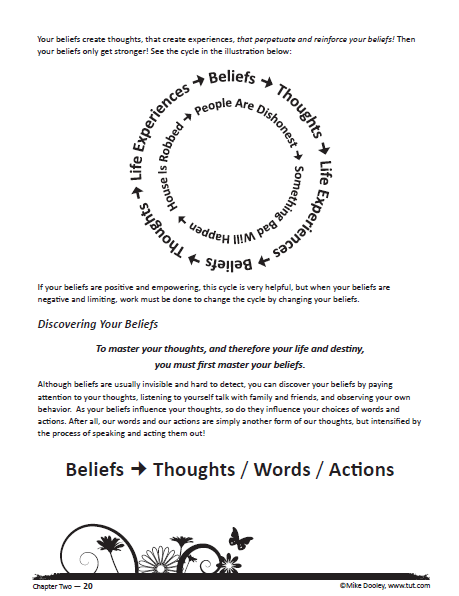 Your beliefs create thoughts, that create experiences, that perpetuate and reinforce your beliefs! Then
your beliefs only get stronger! See the cycle in the illustration below:
Beliefs → Thoughts → Life Experiences → Beliefs → Thoughts → Life Experiences →
People Are Dishonest → Something Bad Will Happen → House Is Robbed →
If your beliefs are positive and empowering, this cycle is very helpful, but when your beliefs are
negative and limiting, work must be done to change the cycle by changing your beliefs.
Discovering Your Beliefs
To master your thoughts, and therefore your life and destiny,
you must first master your beliefs.
Although beliefs are usually invisible and hard to detect, you can discover your beliefs by paying
attention to your thoughts, listening to yourself talk with family and friends, and observing your own
behavior.  As your beliefs influence your thoughts, so do they influence your choices of words and
actions. After all, our words and our actions are simply another form of our thoughts, but intensified by
the process of speaking and acting them out!
Beliefs → Thoughts / Words / Actions
Chapter Two — 20
©Mike Dooley, www.tut.com